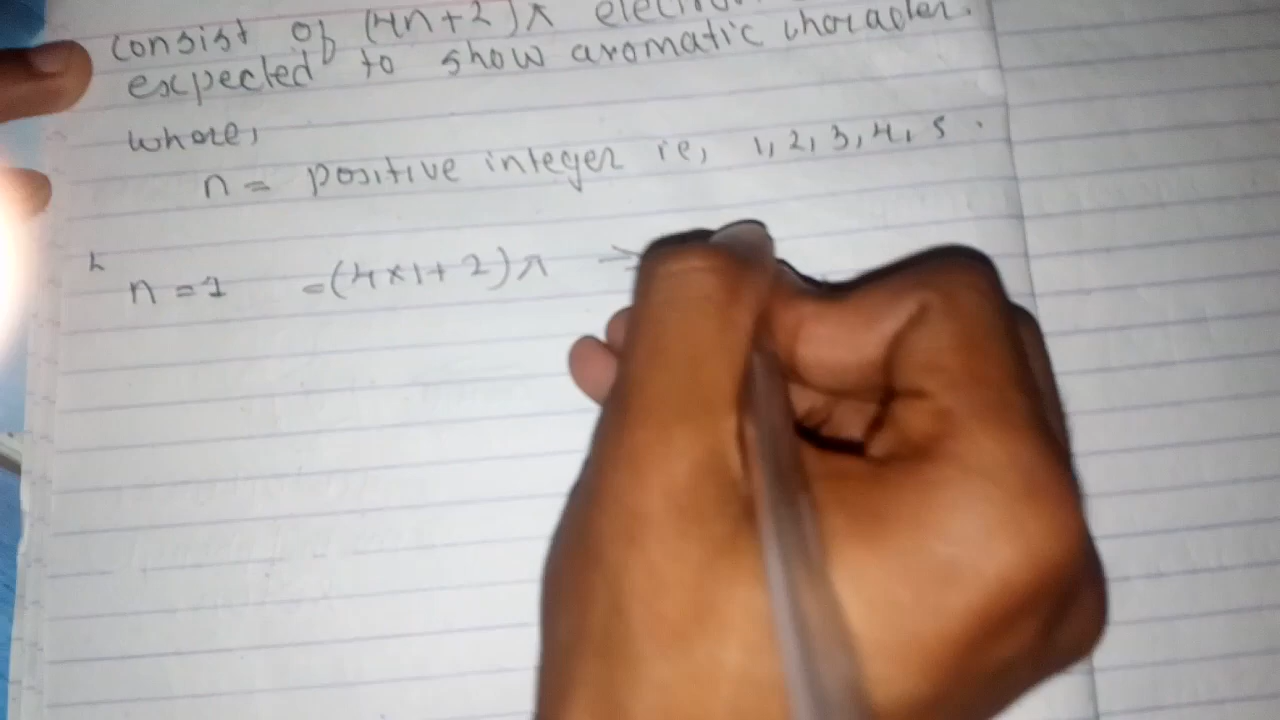 consist of (4n+2)π
expected to show aromatic character.
where,
n = positive integer ie, 1, 2, 3, 4, 5.
n = 1 = (4×1+2)π →